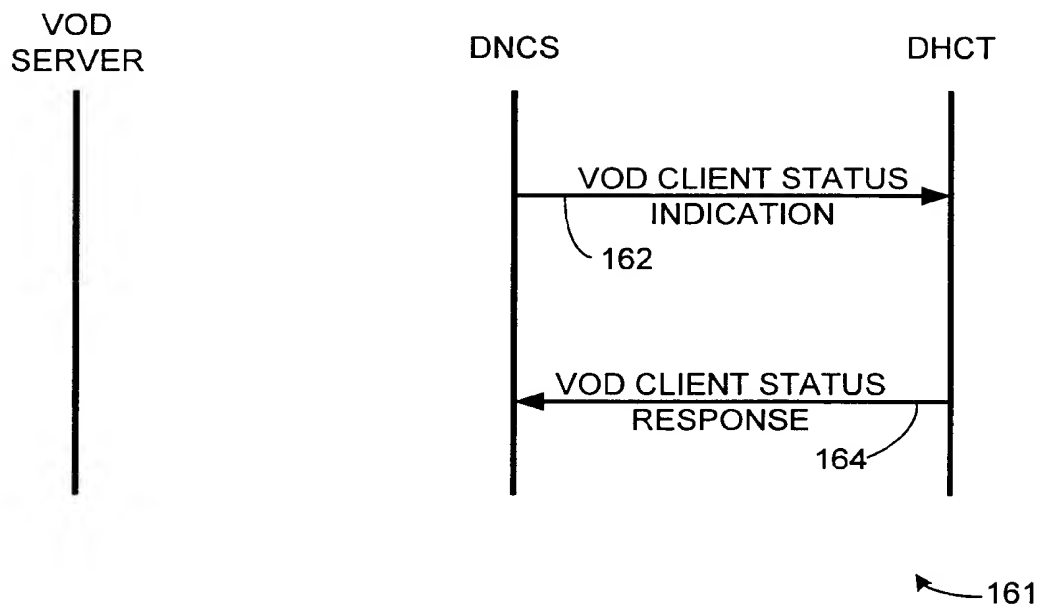 VOD
SERVER
DNCS
DHCT
VOD CLIENT STATUS
INDICATION
162
VOD CLIENT STATUS
RESPONSE
164
161